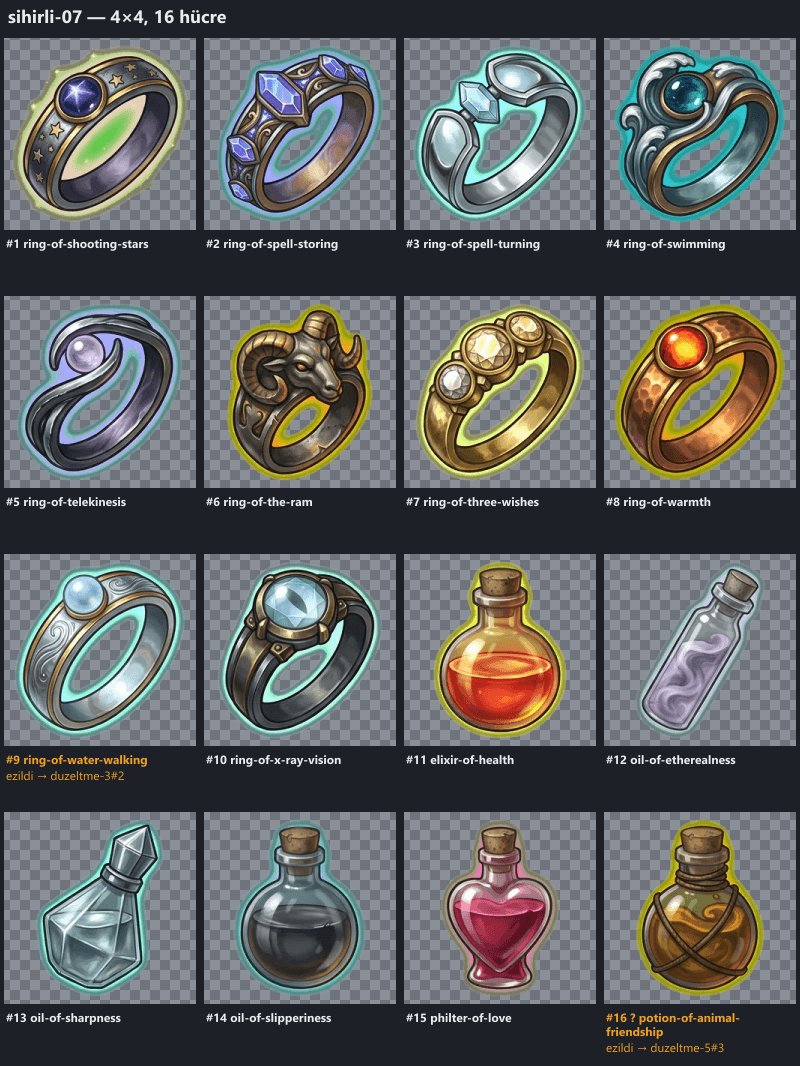 sihirli-07 — 4×4, 16 hücre
#1 ring-of-shooting-stars
#2 ring-of-spell-storing
#3 ring-of-spell-turning
#4 ring-of-swimming
#5 ring-of-telekinesis
#6 ring-of-the-ram
#7 ring-of-three-wishes
#8 ring-of-warmth
#9 ring-of-water-walking
ezildi → duzeltme-3#2
#10 ring-of-x-ray-vision
#11 elixir-of-health
#12 oil-of-etherealness
#13 oil-of-sharpness
#14 oil-of-slipperiness
#15 philter-of-love
#16 ? potion-of-animal-
friendship
ezildi → duzeltme-5#3